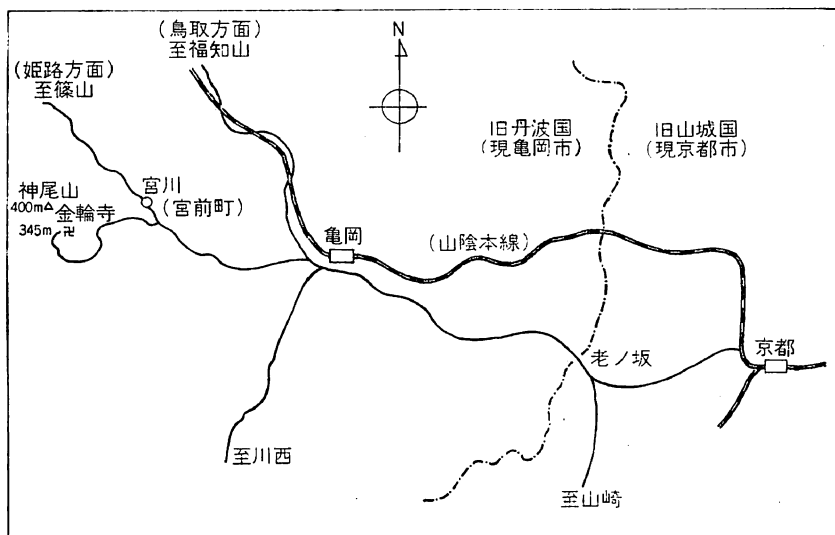 (鳥取方面)
至福知山
N
(姫路方面)
至篠山
旧丹波国
(現亀岡市)
旧山城国
(現京都市)
神尾山
400m
宮川
(宮前町)
金輪寺
345m 卍
亀岡
(山陰本線)
老ノ坂
京都
至川西
至山崎